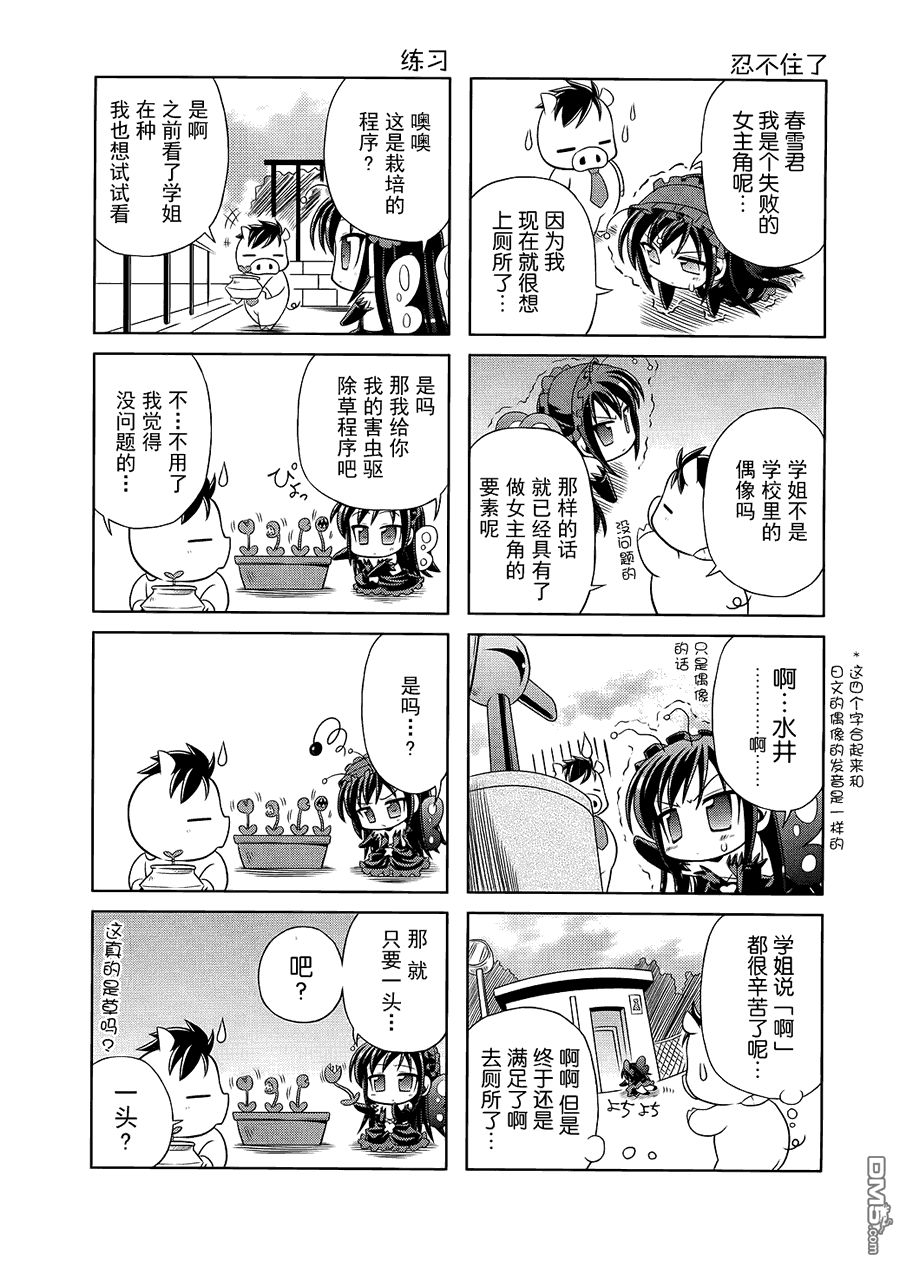 忍不住了
春雪君
我是个失败的
女主角呢…
因为我
现在就很想
上厕所了…
学姐不是
学校里的
偶像吗
没问题的
那样的话
就已经具有了
做女主角的
要素呢
啊…水井
…………啊…
只是偶像
的话
*这四个字合起来和
日文的偶像的发音是一样的
学姐说「啊」
都很辛苦了呢…
啊啊但是
终于还是
满足了啊
去厕所了…
よちよち
练习
噢噢
这是栽培的
程序?
是啊
之前看了学姐
在种
我也想试试看
是吗
那我给你
我的害虫驱
除草程序吧
ぴょっ
不…不用了
我觉得
没问题的…
是吗…?
那就
只要一头…
吧?
一头?
这真的是草吗?
DM5.com